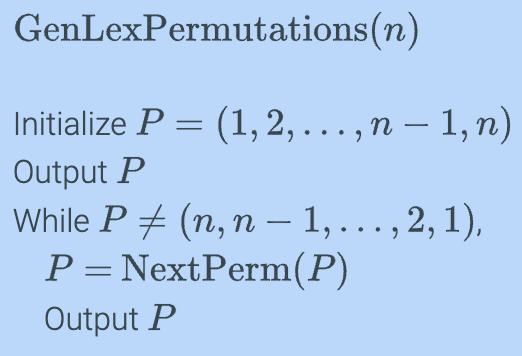 GenLexPermutations(n)
Initialize P = (1, 2, . . . , n − 1, n)
Output P
While P ≠ (n, n − 1, . . . , 2, 1),
P = NextPerm(P)
Output P